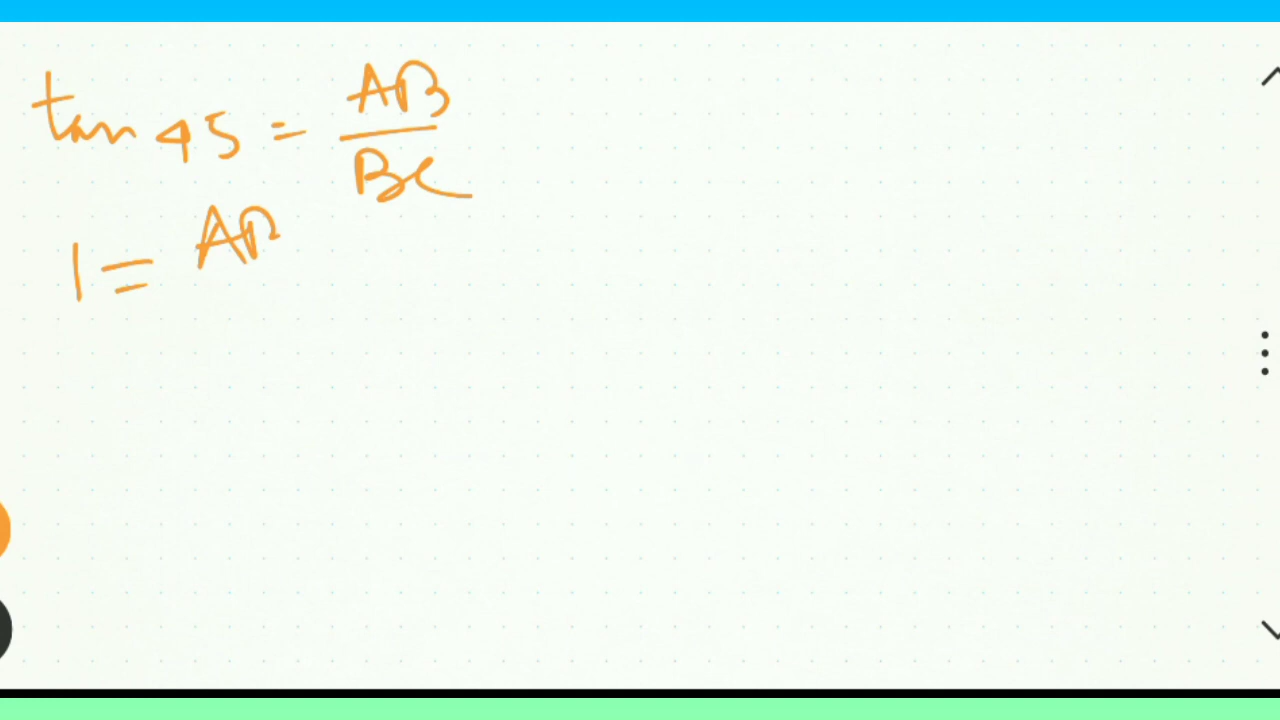 tan 45 = AB/BC
1 = AB